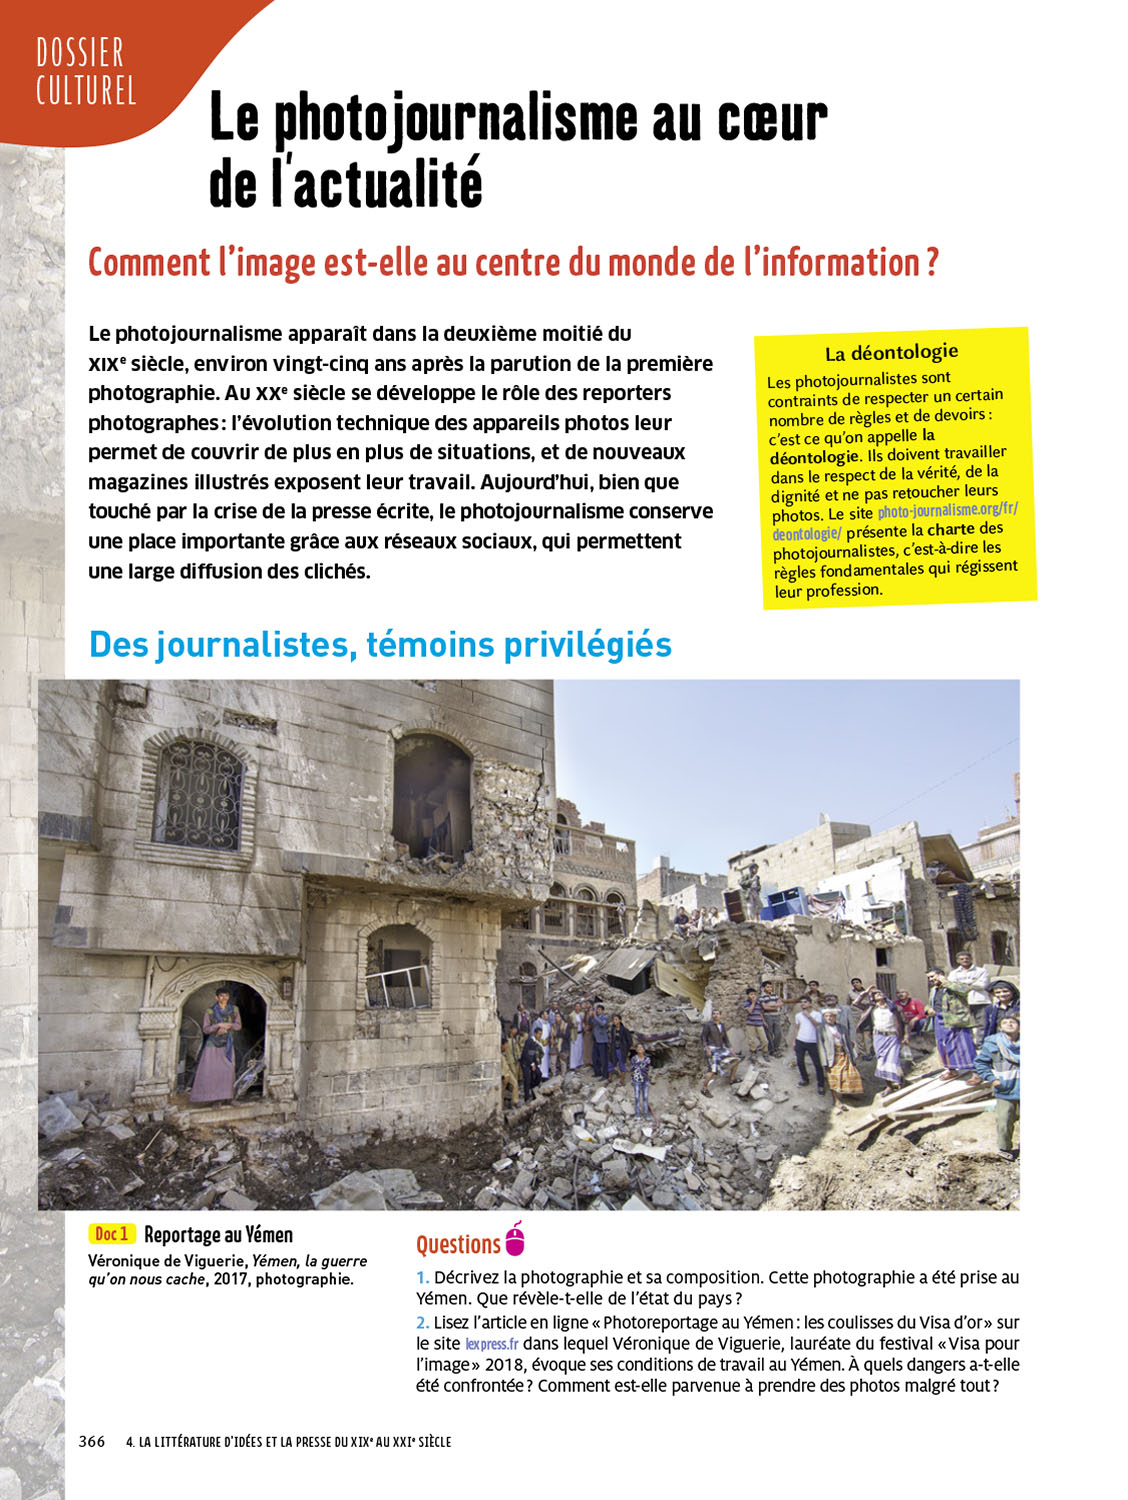 DOSSIER
CULTUREL
Le photojournalisme au cœur
de l'actualité
Comment l'image est-elle au centre du monde de l'information ?
Le photojournalisme apparaît dans la deuxième moitié du
XIXe siècle, environ vingt-cinq ans après la parution de la première
photographie. Au XXe siècle se développe le rôle des reporters
photographes : l'évolution technique des appareils photos leur
permet de couvrir de plus en plus de situations, et de nouveaux
magazines illustrés exposent leur travail. Aujourd'hui, bien que
touché par la crise de la presse écrite, le photojournalisme conserve
une place importante grâce aux réseaux sociaux, qui permettent
une large diffusion des clichés.
La déontologie
Les photojournalistes sont
contraints de respecter un certain
nombre de règles et de devoirs :
c'est ce qu'on appelle la
déontologie. Ils doivent travailler
dans le respect de la vérité, de la
dignité et ne pas retoucher leurs
photos. Le site photo-journalisme.org/fr/
deontologie/ présente la charte des
photojournalistes, c'est-à-dire les
règles fondamentales qui régissent
leur profession.
Des journalistes, témoins privilégiés
Doc 1 Reportage au Yémen
Véronique de Viguerie, Yémen, la guerre
qu'on nous cache, 2017, photographie.
Questions
1. Décrivez la photographie et sa composition. Cette photographie a été prise au
Yémen. Que révèle-t-elle de l'état du pays ?
2. Lisez l'article en ligne « Photoreportage au Yémen : les coulisses du Visa d'or » sur
le site lexpress.fr dans lequel Véronique de Viguerie, lauréate du festival « Visa pour
l'image » 2018, évoque ses conditions de travail au Yémen. À quels dangers a-t-elle
été confrontée ? Comment est-elle parvenue à prendre des photos malgré tout ?
366 4. LA LITTÉRATURE D'IDÉES ET LA PRESSE DU XIXe AU XXIe SIÈCLE